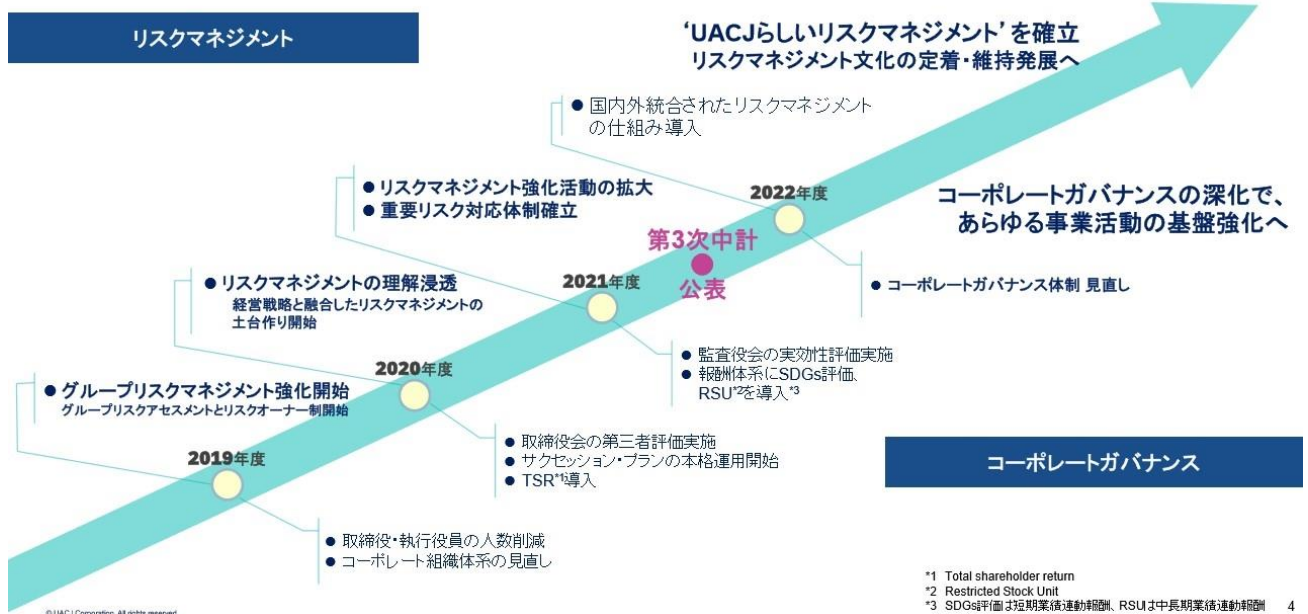 リスクマネジメント
‘UACJらしいリスクマネジメント’を確立
リスクマネジメント文化の定着・維持発展へ
● 国内外統合されたリスクマネジメント
の仕組み導入
● リスクマネジメント強化活動の拡大
● 重要リスク対応体制確立
2022年度
コーポレートガバナンスの深化で、
あらゆる事業活動の基盤強化へ
第3次中計
公表
● リスクマネジメントの理解浸透
経営戦略と融合したリスクマネジメントの
土台作り開始
2021年度
● コーポレートガバナンス体制 見直し
● 監査役会の実効性評価実施
● 報酬体系にSDGs評価、
RSU*2を導入*3
2020年度
● グループリスクマネジメント強化開始
グループリスクアセスメントとリスクオーナー制開始
● 取締役会の第三者評価実施
● サクセッション・プランの本格運用開始
● TSR*1導入
コーポレートガバナンス
2019年度
● 取締役・執行役員の人数削減
● コーポレート組織体系の見直し
*1 Total shareholder return
*2 Restricted Stock Unit
*3 SDGs評価は短期業績連動報酬、RSUは中長期業績連動報酬
4
© UACJ Corporation. All rights reserved.